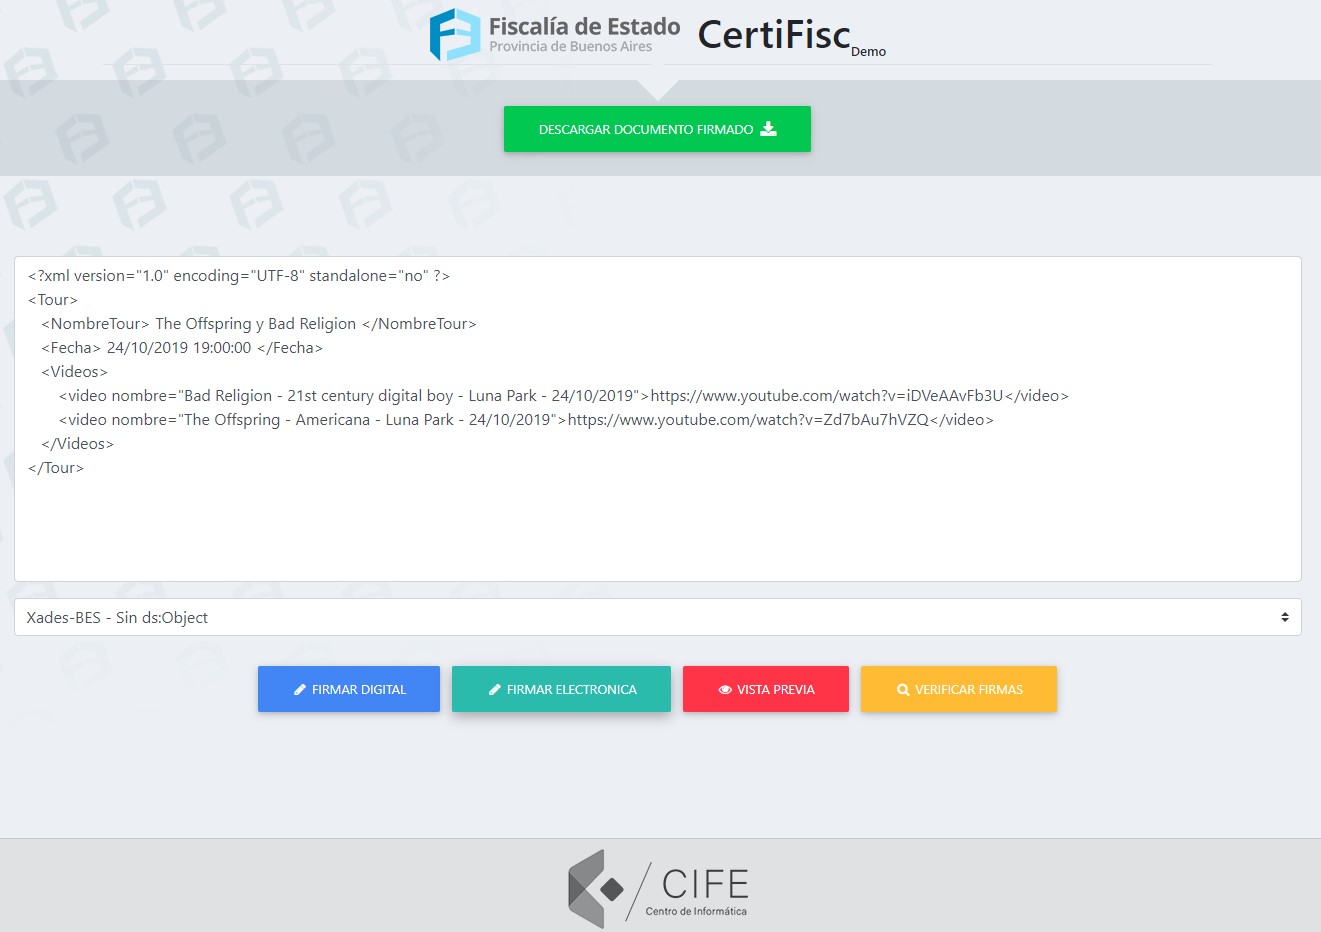 Fiscalía de Estado
Provincia de Buenos Aires
CertiFisc Demo
DESCARGAR DOCUMENTO FIRMADO
<?xml version="1.0" encoding="UTF-8" standalone="no" ?>
<Tour>
<NombreTour> The Offspring y Bad Religion </NombreTour>
<Fecha> 24/10/2019 19:00:00 </Fecha>
<Videos>
<video nombre="Bad Religion - 21st century digital boy - Luna Park - 24/10/2019">https://www.youtube.com/watch?v=iDVeAAvFb3U</video>
<video nombre="The Offspring - Americana - Luna Park - 24/10/2019">https://www.youtube.com/watch?v=Zd7bAu7hVZQ</video>
</Videos>
</Tour>
Xades-BES - Sin ds:Object
FIRMAR DIGITAL
FIRMAR ELECTRONICA
VISTA PREVIA
VERIFICAR FIRMAS
CIFE
Centro de Informática